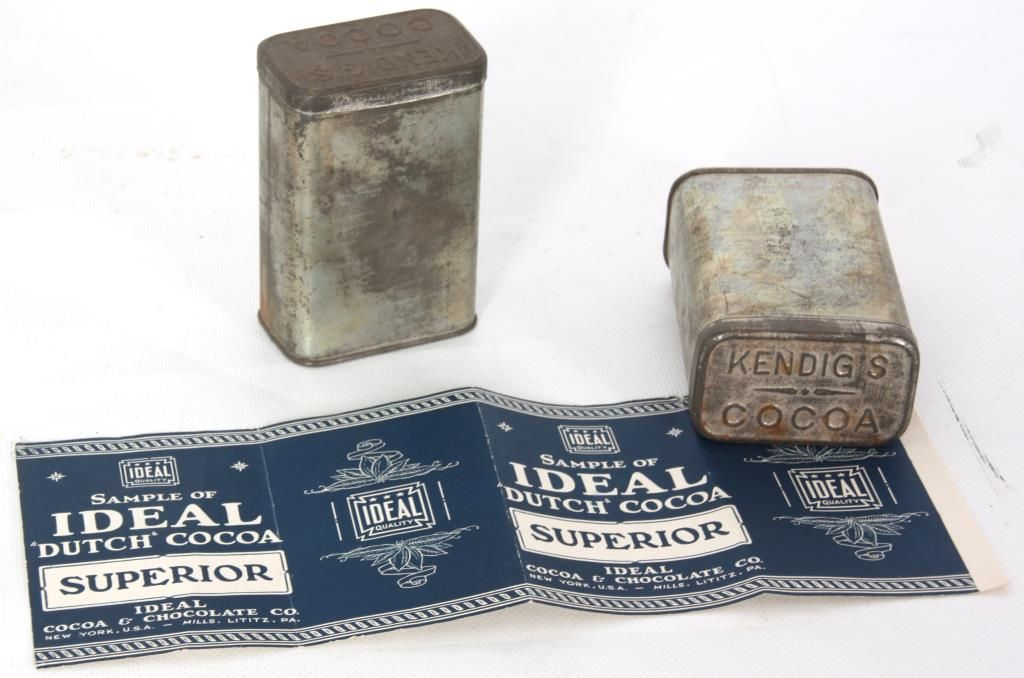 KENDIG'S
COCOA
KENDIG'S
COCOA
IDEAL
QUALITY
SAMPLE OF
IDEAL
"DUTCH" COCOA
SUPERIOR
IDEAL
COCOA & CHOCOLATE CO.
NEW YORK, U.S.A. – MILLS, LITITZ, PA.
IDEAL
QUALITY
IDEAL
QUALITY
SAMPLE OF
IDEAL
"DUTCH" COCOA
SUPERIOR
IDEAL
COCOA & CHOCOLATE CO.
NEW YORK, U.S.A. – MILLS, LITITZ, PA.
IDEAL
QUALITY